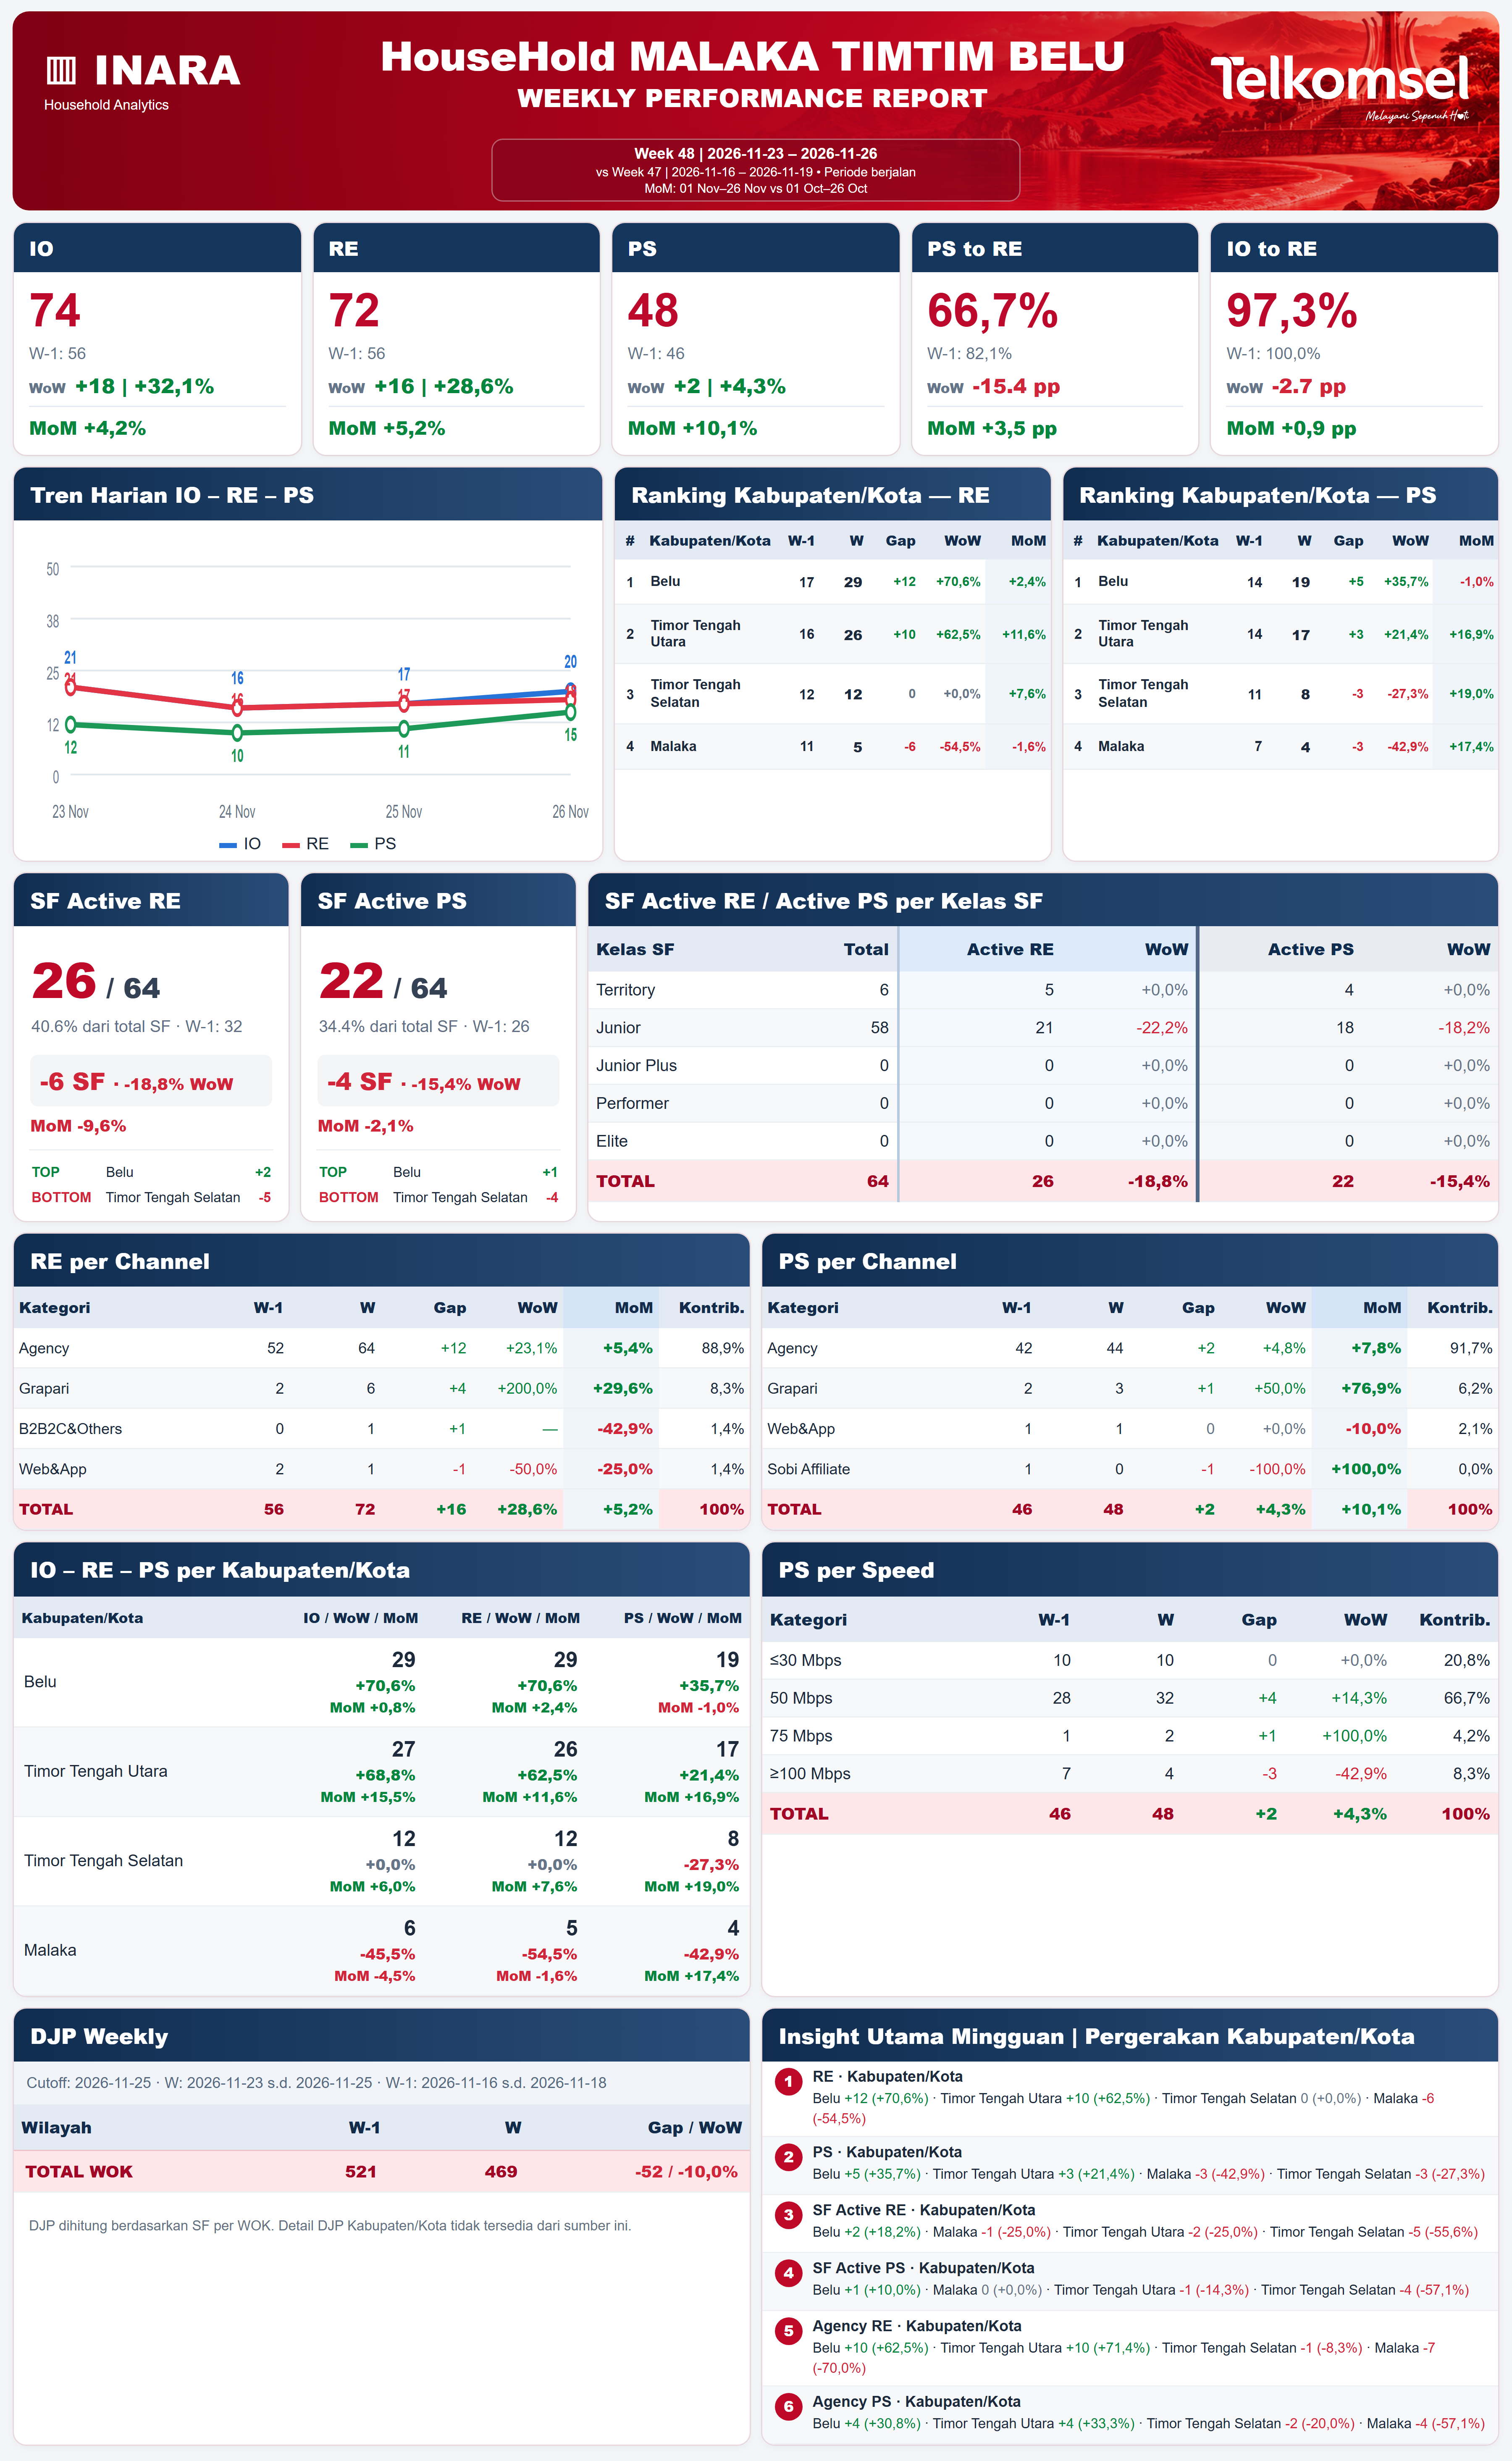 INARA
Household Analytics
HouseHold MALAKA TIMTIM BELU
WEEKLY PERFORMANCE REPORT
Week 48 | 2026-11-23 – 2026-11-26
vs Week 47 | 2026-11-16 – 2026-11-19 • Periode berjalan
MoM: 01 Nov–26 Nov vs 01 Oct–26 Oct
Telkomsel
Melayani Sepenuh Hati
IO
74
W-1: 56
WoW +18 | +32,1%
MoM +4,2%
RE
72
W-1: 56
WoW +16 | +28,6%
MoM +5,2%
PS
48
W-1: 46
WoW +2 | +4,3%
MoM +10,1%
PS to RE
66,7%
W-1: 82,1%
WoW -15.4 pp
MoM +3,5 pp
IO to RE
97,3%
W-1: 100,0%
WoW -2.7 pp
MoM +0,9 pp
Tren Harian IO – RE – PS
50
38
25
12
0
21 16 17 20
21 16 17 18
12 10 11 15
23 Nov 24 Nov 25 Nov 26 Nov
IO RE PS
Ranking Kabupaten/Kota — RE
# Kabupaten/Kota W-1 W Gap WoW MoM
1 Belu 17 29 +12 +70,6% +2,4%
2 Timor Tengah Utara 16 26 +10 +62,5% +11,6%
3 Timor Tengah Selatan 12 12 0 +0,0% +7,6%
4 Malaka 11 5 -6 -54,5% -1,6%
Ranking Kabupaten/Kota — PS
# Kabupaten/Kota W-1 W Gap WoW MoM
1 Belu 14 19 +5 +35,7% -1,0%
2 Timor Tengah Utara 14 17 +3 +21,4% +16,9%
3 Timor Tengah Selatan 11 8 -3 -27,3% +19,0%
4 Malaka 7 4 -3 -42,9% +17,4%
SF Active RE
26 / 64
40.6% dari total SF · W-1: 32
-6 SF · -18,8% WoW
MoM -9,6%
TOP Belu +2
BOTTOM Timor Tengah Selatan -5
SF Active PS
22 / 64
34.4% dari total SF · W-1: 26
-4 SF · -15,4% WoW
MoM -2,1%
TOP Belu +1
BOTTOM Timor Tengah Selatan -4
SF Active RE / Active PS per Kelas SF
Kelas SF Total Active RE WoW Active PS WoW
Territory 6 5 +0,0% 4 +0,0%
Junior 58 21 -22,2% 18 -18,2%
Junior Plus 0 0 +0,0% 0 +0,0%
Performer 0 0 +0,0% 0 +0,0%
Elite 0 0 +0,0% 0 +0,0%
TOTAL 64 26 -18,8% 22 -15,4%
RE per Channel
Kategori W-1 W Gap WoW MoM Kontrib.
Agency 52 64 +12 +23,1% +5,4% 88,9%
Grapari 2 6 +4 +200,0% +29,6% 8,3%
B2B2C&Others 0 1 +1 — -42,9% 1,4%
Web&App 2 1 -1 -50,0% -25,0% 1,4%
TOTAL 56 72 +16 +28,6% +5,2% 100%
PS per Channel
Kategori W-1 W Gap WoW MoM Kontrib.
Agency 42 44 +2 +4,8% +7,8% 91,7%
Grapari 2 3 +1 +50,0% +76,9% 6,2%
Web&App 1 1 0 +0,0% -10,0% 2,1%
Sobi Affiliate 1 0 -1 -100,0% +100,0% 0,0%
TOTAL 46 48 +2 +4,3% +10,1% 100%
IO – RE – PS per Kabupaten/Kota
Kabupaten/Kota IO / WoW / MoM RE / WoW / MoM PS / WoW / MoM
29 29 19
Belu +70,6% +70,6% +35,7%
MoM +0,8% MoM +2,4% MoM -1,0%
27 26 17
Timor Tengah Utara +68,8% +62,5% +21,4%
MoM +15,5% MoM +11,6% MoM +16,9%
12 12 8
Timor Tengah Selatan +0,0% +0,0% -27,3%
MoM +6,0% MoM +7,6% MoM +19,0%
6 5 4
Malaka -45,5% -54,5% -42,9%
MoM -4,5% MoM -1,6% MoM +17,4%
PS per Speed
Kategori W-1 W Gap WoW Kontrib.
≤30 Mbps 10 10 0 +0,0% 20,8%
50 Mbps 28 32 +4 +14,3% 66,7%
75 Mbps 1 2 +1 +100,0% 4,2%
≥100 Mbps 7 4 -3 -42,9% 8,3%
TOTAL 46 48 +2 +4,3% 100%
DJP Weekly
Cutoff: 2026-11-25 · W: 2026-11-23 s.d. 2026-11-25 · W-1: 2026-11-16 s.d. 2026-11-18
Wilayah W-1 W Gap / WoW
TOTAL WOK 521 469 -52 / -10,0%
DJP dihitung berdasarkan SF per WOK. Detail DJP Kabupaten/Kota tidak tersedia dari sumber ini.
Insight Utama Mingguan | Pergerakan Kabupaten/Kota
1 RE · Kabupaten/Kota
Belu +12 (+70,6%) · Timor Tengah Utara +10 (+62,5%) · Timor Tengah Selatan 0 (+0,0%) · Malaka -6
(-54,5%)
2 PS · Kabupaten/Kota
Belu +5 (+35,7%) · Timor Tengah Utara +3 (+21,4%) · Malaka -3 (-42,9%) · Timor Tengah Selatan -3 (-27,3%)
3 SF Active RE · Kabupaten/Kota
Belu +2 (+18,2%) · Malaka -1 (-25,0%) · Timor Tengah Utara -2 (-25,0%) · Timor Tengah Selatan -5 (-55,6%)
4 SF Active PS · Kabupaten/Kota
Belu +1 (+10,0%) · Malaka 0 (+0,0%) · Timor Tengah Utara -1 (-14,3%) · Timor Tengah Selatan -4 (-57,1%)
5 Agency RE · Kabupaten/Kota
Belu +10 (+62,5%) · Timor Tengah Utara +10 (+71,4%) · Timor Tengah Selatan -1 (-8,3%) · Malaka -7
(-70,0%)
6 Agency PS · Kabupaten/Kota
Belu +4 (+30,8%) · Timor Tengah Utara +4 (+33,3%) · Timor Tengah Selatan -2 (-20,0%) · Malaka -4 (-57,1%)